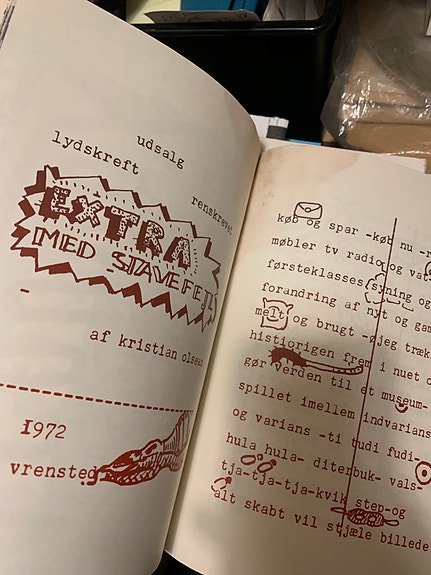 lydskreft
udsalg
renskrevet
EXTRA
MED STAVEFEJL
af kristian olsen
1972
vrensted
køb og spar -køb nu -r
møbler tv radio og vat
førsteklasses syning og
forandring af nyt og gam
melt og brugt -øjeg træk
histiorigen frem i nuet o
gør verden til et museum-
spillet imellem indvarians
og varians -ti tudi fudi-
hula hula- diterbuk- vals-
tja-tja-tja-kvik step-og
alt skabt vil stjæle billede